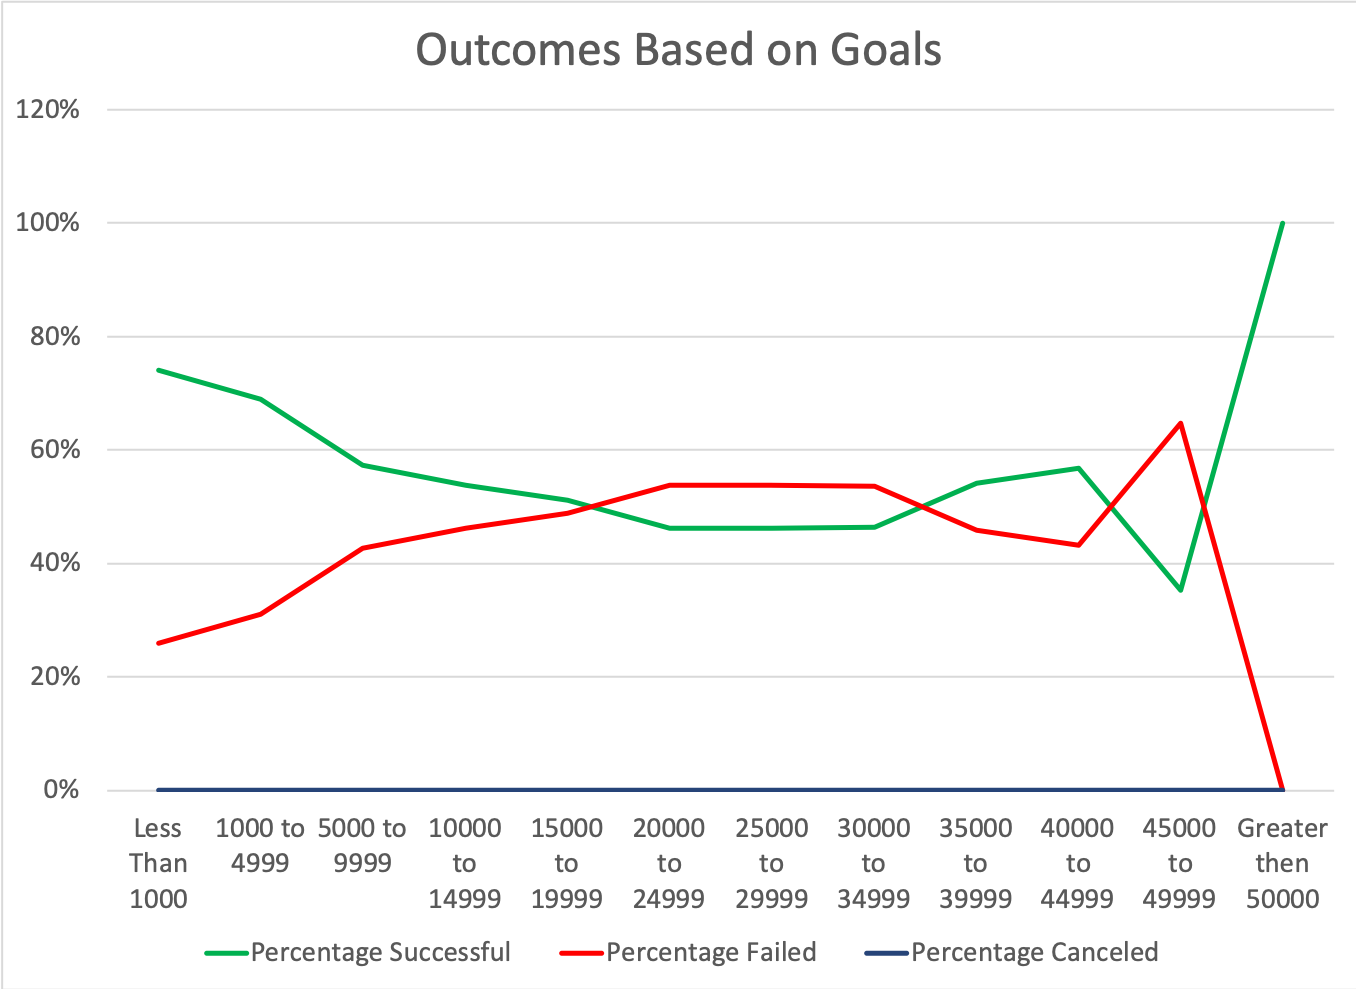 Outcomes Based on Goals
120%
100%
80%
60%
40%
20%
0%
Less Than 1000
1000 to 4999
5000 to 9999
10000 to 14999
15000 to 19999
20000 to 24999
25000 to 29999
30000 to 34999
35000 to 39999
40000 to 44999
45000 to 49999
Greater then 50000
Percentage Successful
Percentage Failed
Percentage Canceled